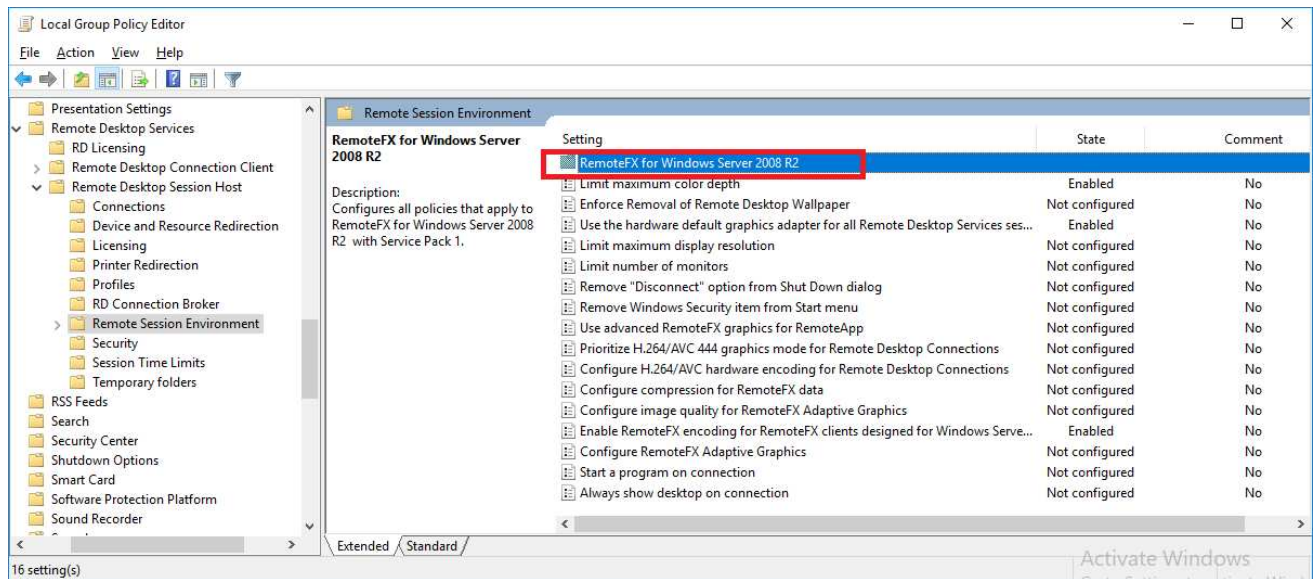 Local Group Policy Editor
File Action View Help
Presentation Settings
Remote Desktop Services
RD Licensing
Remote Desktop Connection Client
Remote Desktop Session Host
Connections
Device and Resource Redirection
Licensing
Printer Redirection
Profiles
RD Connection Broker
Remote Session Environment
Security
Session Time Limits
Temporary folders
RSS Feeds
Search
Security Center
Shutdown Options
Smart Card
Software Protection Platform
Sound Recorder
Remote Session Environment
RemoteFX for Windows Server
2008 R2
Description:
Configures all policies that apply to
RemoteFX for Windows Server 2008
R2 with Service Pack 1.
Setting State Comment
RemoteFX for Windows Server 2008 R2
Limit maximum color depth Enabled No
Enforce Removal of Remote Desktop Wallpaper Not configured No
Use the hardware default graphics adapter for all Remote Desktop Services ses... Enabled No
Limit maximum display resolution Not configured No
Limit number of monitors Not configured No
Remove "Disconnect" option from Shut Down dialog Not configured No
Remove Windows Security item from Start menu Not configured No
Use advanced RemoteFX graphics for RemoteApp Not configured No
Prioritize H.264/AVC 444 graphics mode for Remote Desktop Connections Not configured No
Configure H.264/AVC hardware encoding for Remote Desktop Connections Not configured No
Configure compression for RemoteFX data Not configured No
Configure image quality for RemoteFX Adaptive Graphics Not configured No
Enable RemoteFX encoding for RemoteFX clients designed for Windows Serve... Enabled No
Configure RemoteFX Adaptive Graphics Not configured No
Start a program on connection Not configured No
Always show desktop on connection Not configured No
Extended Standard
Activate Windows
16 setting(s)